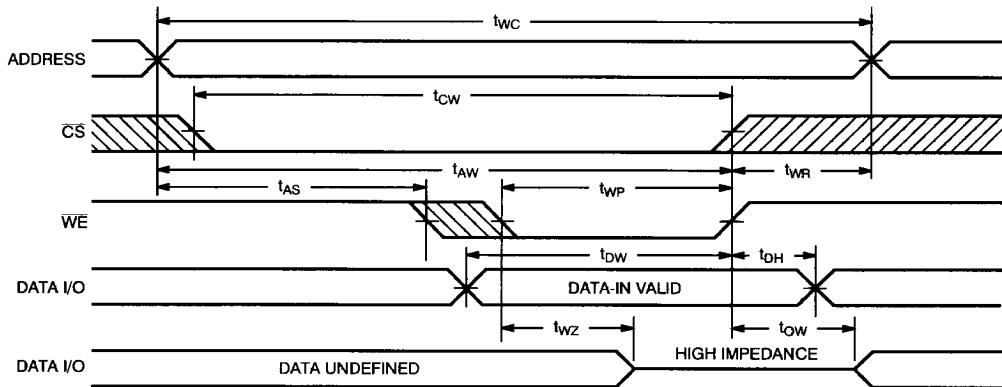 tWC
ADDRESS
tCW
CS
tAW
tWR
tAS
tWP
WE
tDW
tDH
DATA I/O
DATA-IN VALID
tWZ
tOW
HIGH IMPEDANCE
DATA I/O
DATA UNDEFINED